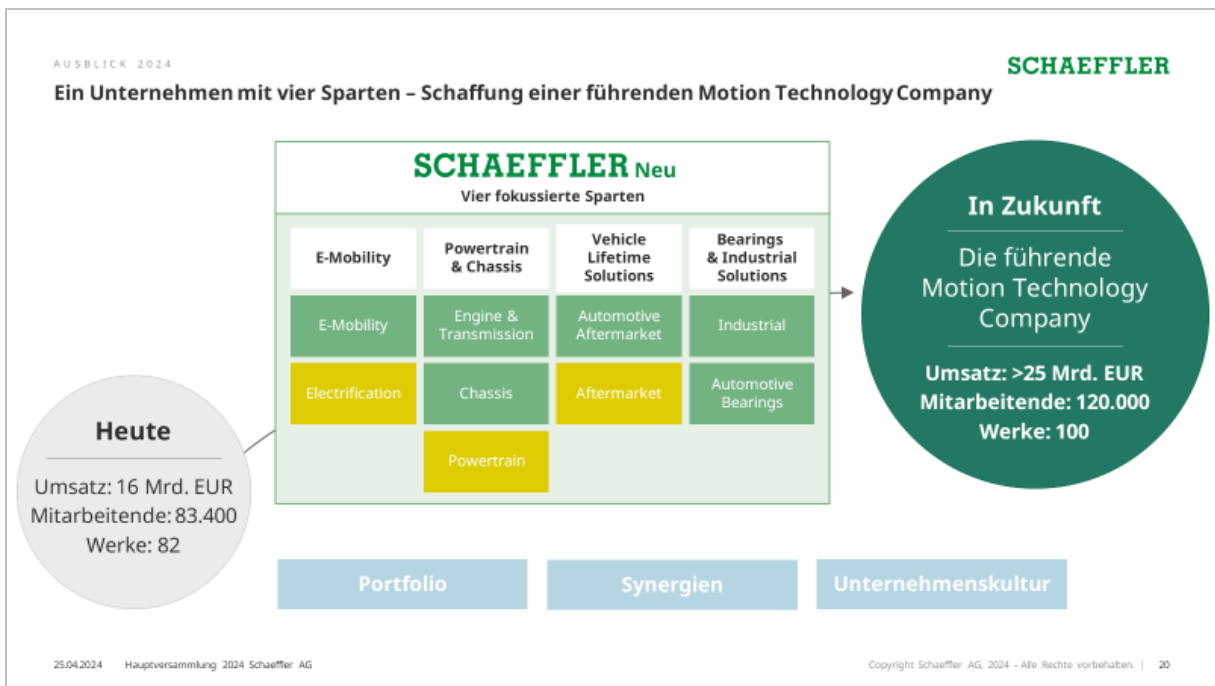 AUSBLICK 2024
SCHAEFFLER
Ein Unternehmen mit vier Sparten – Schaffung einer führenden Motion Technology Company
SCHAEFFLER Neu
Vier fokussierte Sparten
E-Mobility
Powertrain
& Chassis
Vehicle
Lifetime
Solutions
Bearings
& Industrial
Solutions
E-Mobility
Engine &
Transmission
Automotive
Aftermarket
Industrial
Electrification
Chassis
Aftermarket
Automotive
Bearings
Powertrain
Heute
Umsatz: 16 Mrd. EUR
Mitarbeitende: 83.400
Werke: 82
In Zukunft
Die führende
Motion Technology
Company
Umsatz: >25 Mrd. EUR
Mitarbeitende: 120.000
Werke: 100
Portfolio
Synergien
Unternehmenskultur
25.04.2024 Hauptversammlung 2024 Schaeffler AG
Copyright Schaeffler AG, 2024 – Alle Rechte vorbehalten. | 20